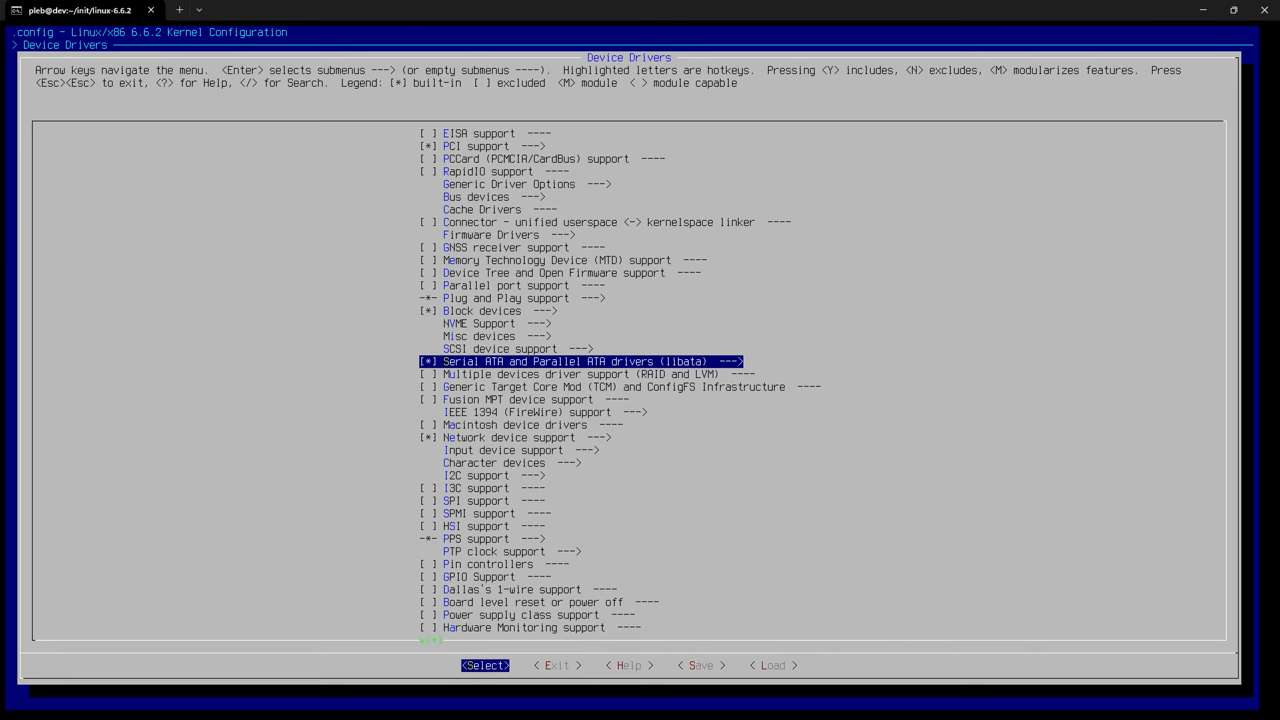 pleb@dev:~/init/linux-6.6.2
.config - Linux/x86 6.6.2 Kernel Configuration
> Device Drivers
Device Drivers
Arrow keys navigate the menu. <Enter> selects submenus ---> (or empty submenus ----). Highlighted letters are hotkeys. Pressing <Y> includes, <N> excludes, <M> modularizes features. Press
<Esc><Esc> to exit, <?> for Help, </> for Search. Legend: [*] built-in [ ] excluded <M> module < > module capable
[ ] EISA support ----
[*] PCI support --->
[ ] PCCard (PCMCIA/CardBus) support ----
[ ] RapidIO support ----
Generic Driver Options --->
Bus devices --->
Cache Drivers ----
[ ] Connector - unified userspace <-> kernelspace linker ----
Firmware Drivers --->
[ ] GNSS receiver support ----
[ ] Memory Technology Device (MTD) support ----
[ ] Device Tree and Open Firmware support ----
[ ] Parallel port support ----
-*- Plug and Play support --->
[*] Block devices --->
NVME Support --->
Misc devices --->
SCSI device support --->
[*] Serial ATA and Parallel ATA drivers (libata) --->
[ ] Multiple devices driver support (RAID and LVM) ----
[ ] Generic Target Core Mod (TCM) and ConfigFS Infrastructure ----
[ ] Fusion MPT device support ----
IEEE 1394 (FireWire) support --->
[ ] Macintosh device drivers ----
[*] Network device support --->
Input device support --->
Character devices --->
I2C support --->
[ ] I3C support ----
[ ] SPI support ----
[ ] SPMI support ----
[ ] HSI support ----
-*- PPS support --->
PTP clock support --->
[ ] Pin controllers ----
[ ] GPIO Support ----
[ ] Dallas's 1-wire support ----
[ ] Board level reset or power off ----
[ ] Power supply class support ----
[ ] Hardware Monitoring support ----
v(+)
<Select> < Exit > < Help > < Save > < Load >